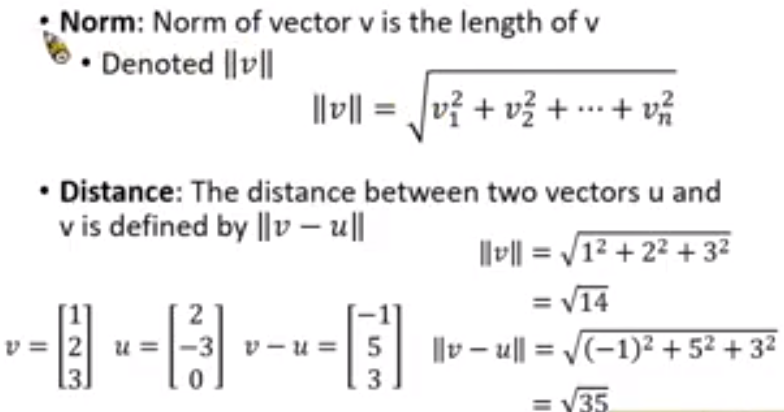 • Norm: Norm of vector v is the length of v
• Denoted ||v||
||v|| = √(v₁² + v₂² + ⋯ + vₙ²)
• Distance: The distance between two vectors u and
v is defined by ||v − u||
||v|| = √(1² + 2² + 3²)
= √14
v = [1 2 3] u = [2 −3 0] v − u = [−1 5 3] ||v − u|| = √((−1)² + 5² + 3²)
= √35